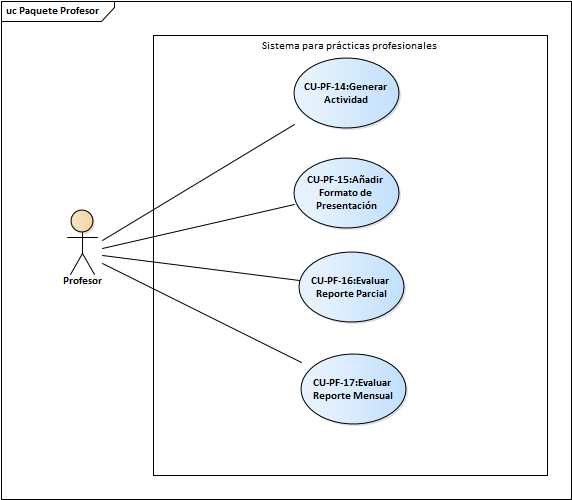 uc Paquete Profesor
Sistema para prácticas profesionales
CU-PF-14:Generar
Actividad
CU-PF-15:Añadir
Formato de
Presentación
Profesor
CU-PF-16:Evaluar
Reporte Parcial
CU-PF-17:Evaluar
Reporte Mensual